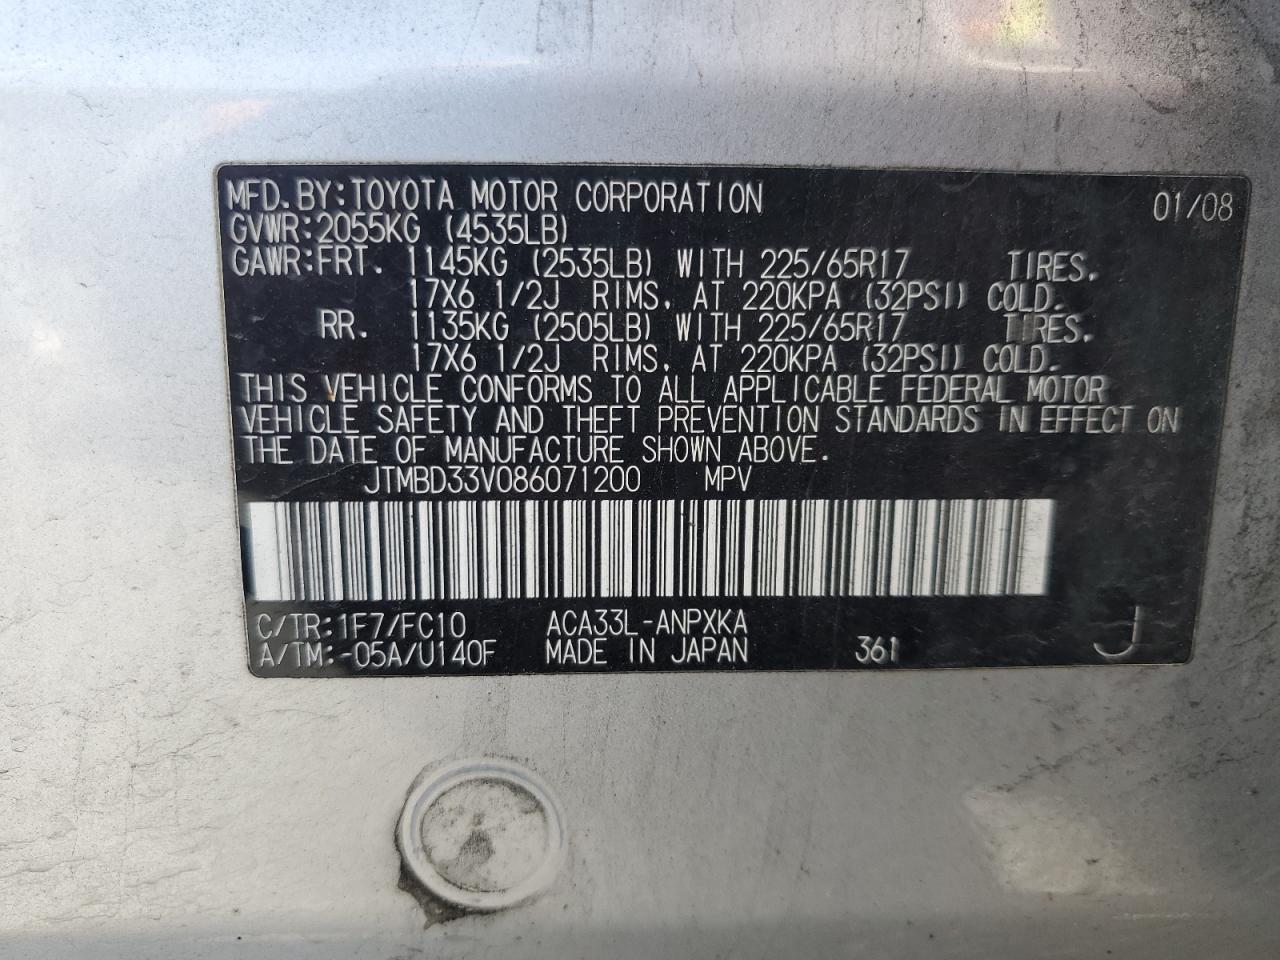 MFD. BY: TOYOTA MOTOR CORPORATION 01/08
GVWR: 2055KG (4535LB)
GAWR: FRT. 1145KG (2535LB) WITH 225/65R17 TIRES,
17X6 1/2J RIMS, AT 220KPA (32PSI) COLD.
RR. 1135KG (2505LB) WITH 225/65R17 TIRES,
17X6 1/2J RIMS, AT 220KPA (32PSI) COLD.
THIS VEHICLE CONFORMS TO ALL APPLICABLE FEDERAL MOTOR
VEHICLE SAFETY AND THEFT PREVENTION STANDARDS IN EFFECT ON
THE DATE OF MANUFACTURE SHOWN ABOVE.
JTMBD33V086071200 MPV
C/TR: 1F7/FC10 ACA33L-ANPXKA
A/TM: -05A/U140F MADE IN JAPAN 361 J